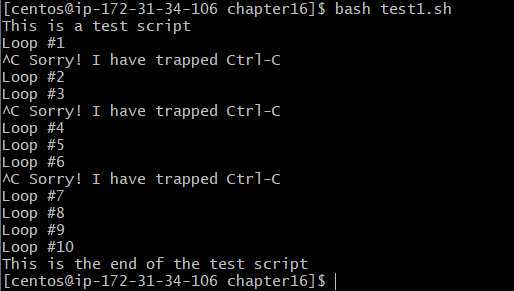 [centos@ip-172-31-34-106 chapter16]$ bash test1.sh
This is a test script
Loop #1
^C Sorry! I have trapped Ctrl-C
Loop #2
Loop #3
^C Sorry! I have trapped Ctrl-C
Loop #4
Loop #5
Loop #6
^C Sorry! I have trapped Ctrl-C
Loop #7
Loop #8
Loop #9
Loop #10
This is the end of the test script
[centos@ip-172-31-34-106 chapter16]$